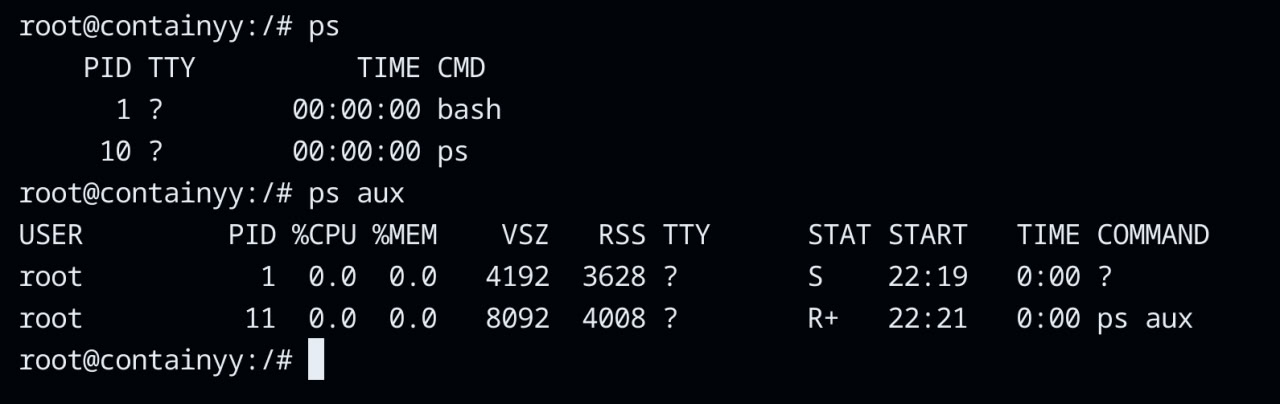 root@containyy:/# ps
    PID TTY          TIME CMD
      1 ?        00:00:00 bash
     10 ?        00:00:00 ps
root@containyy:/# ps aux
USER         PID %CPU %MEM    VSZ   RSS TTY      STAT START   TIME COMMAND
root           1  0.0  0.0   4192  3628 ?        S    22:19   0:00 ?
root          11  0.0  0.0   8092  4008 ?        R+   22:21   0:00 ps aux
root@containyy:/#